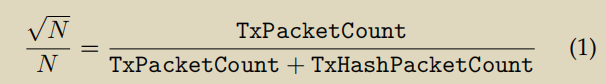 √N / N = TxPacketCount / (TxPacketCount + TxHashPacketCount) (1)